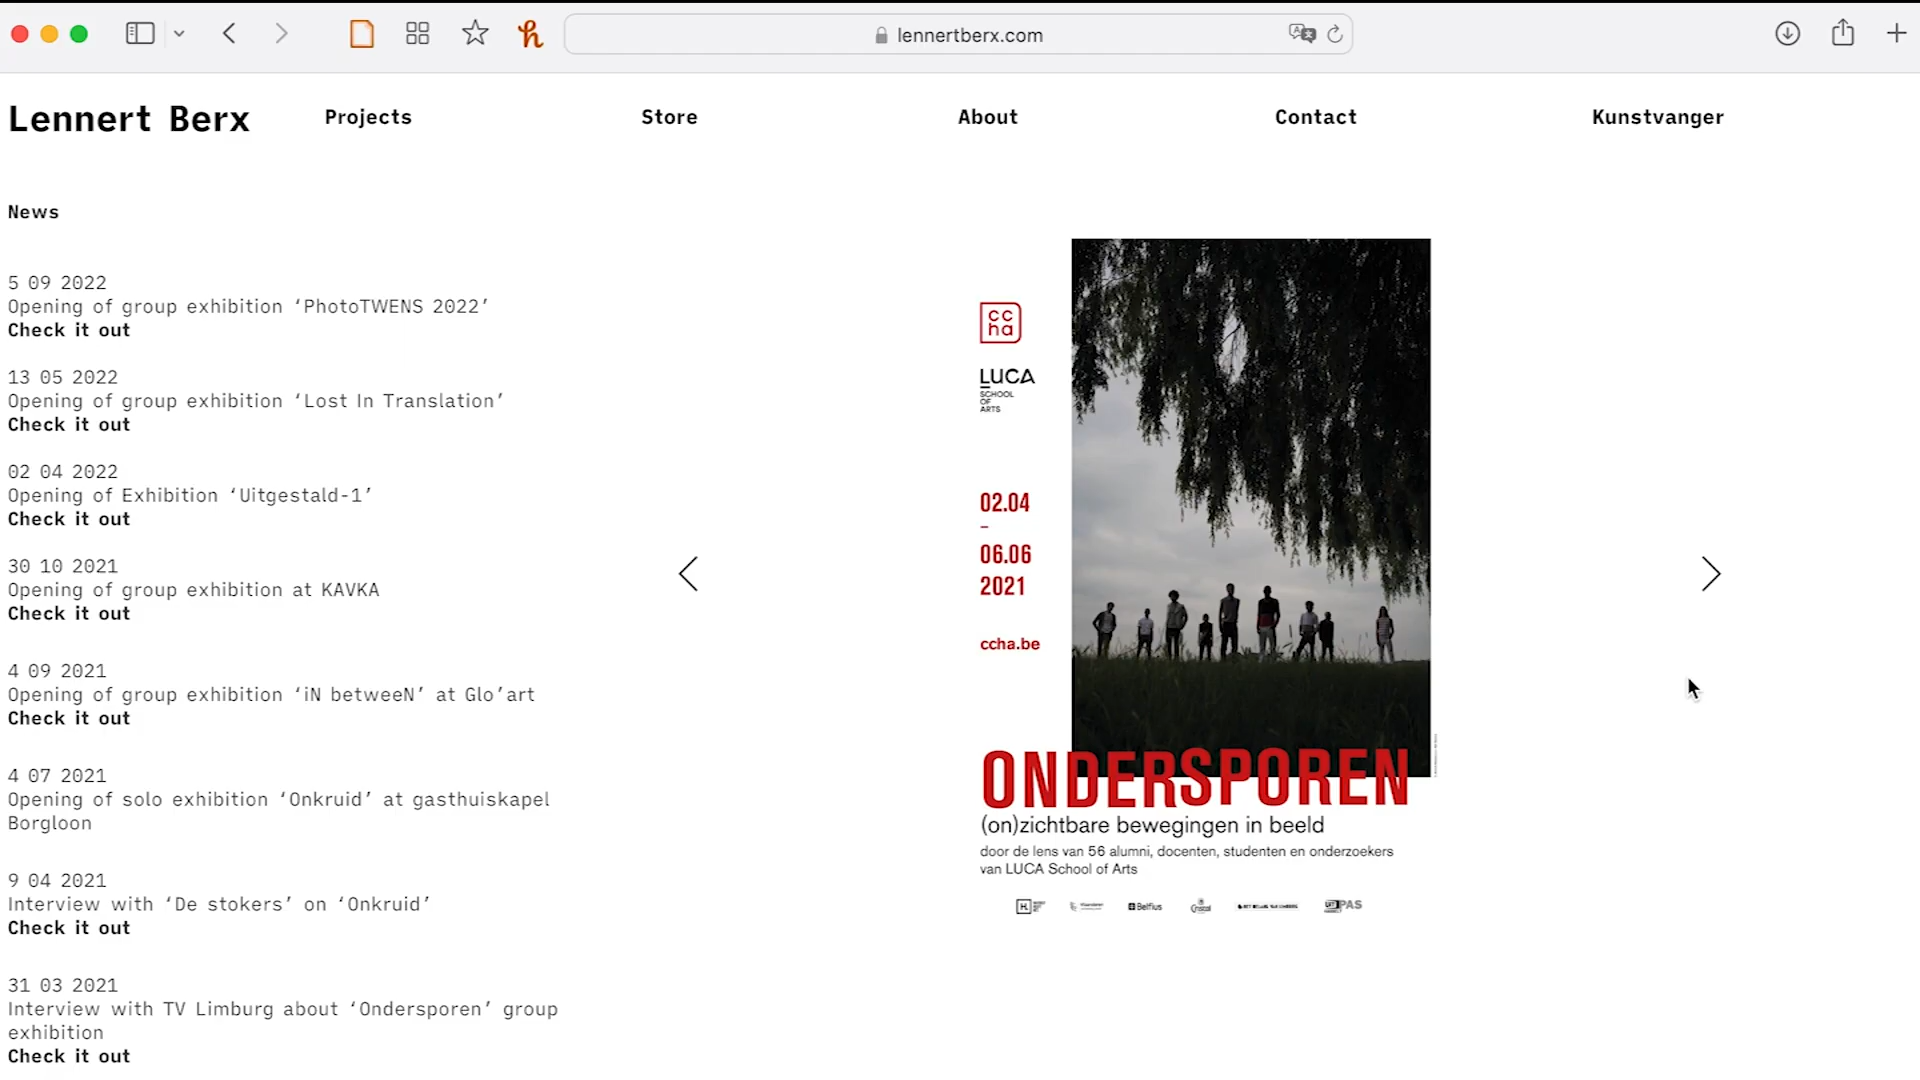 lennertberx.com
Lennert Berx
Projects
Store
About
Contact
Kunstvanger
News
5 09 2022
Opening of group exhibition ‘PhotoTWENS 2022’
Check it out
13 05 2022
Opening of group exhibition ‘Lost In Translation’
Check it out
02 04 2022
Opening of Exhibition ‘Uitgestald-1’
Check it out
30 10 2021
Opening of group exhibition at KAVKA
Check it out
4 09 2021
Opening of group exhibition ‘iN betweeN’ at Glo’art
Check it out
4 07 2021
Opening of solo exhibition ‘Onkruid’ at gasthuiskapel
Borgloon
9 04 2021
Interview with ‘De stokers’ on ‘Onkruid’
Check it out
31 03 2021
Interview with TV Limburg about ‘Ondersporen’ group
exhibition
Check it out
cc
ha
LUCA
SCHOOL
OF
ARTS
02.04
–
06.06
2021
ccha.be
ONDERSPOREN
(on)zichtbare bewegingen in beeld
door de lens van 56 alumni, docenten, studenten en onderzoekers
van LUCA School of Arts
Belfius
Cristal
PAS